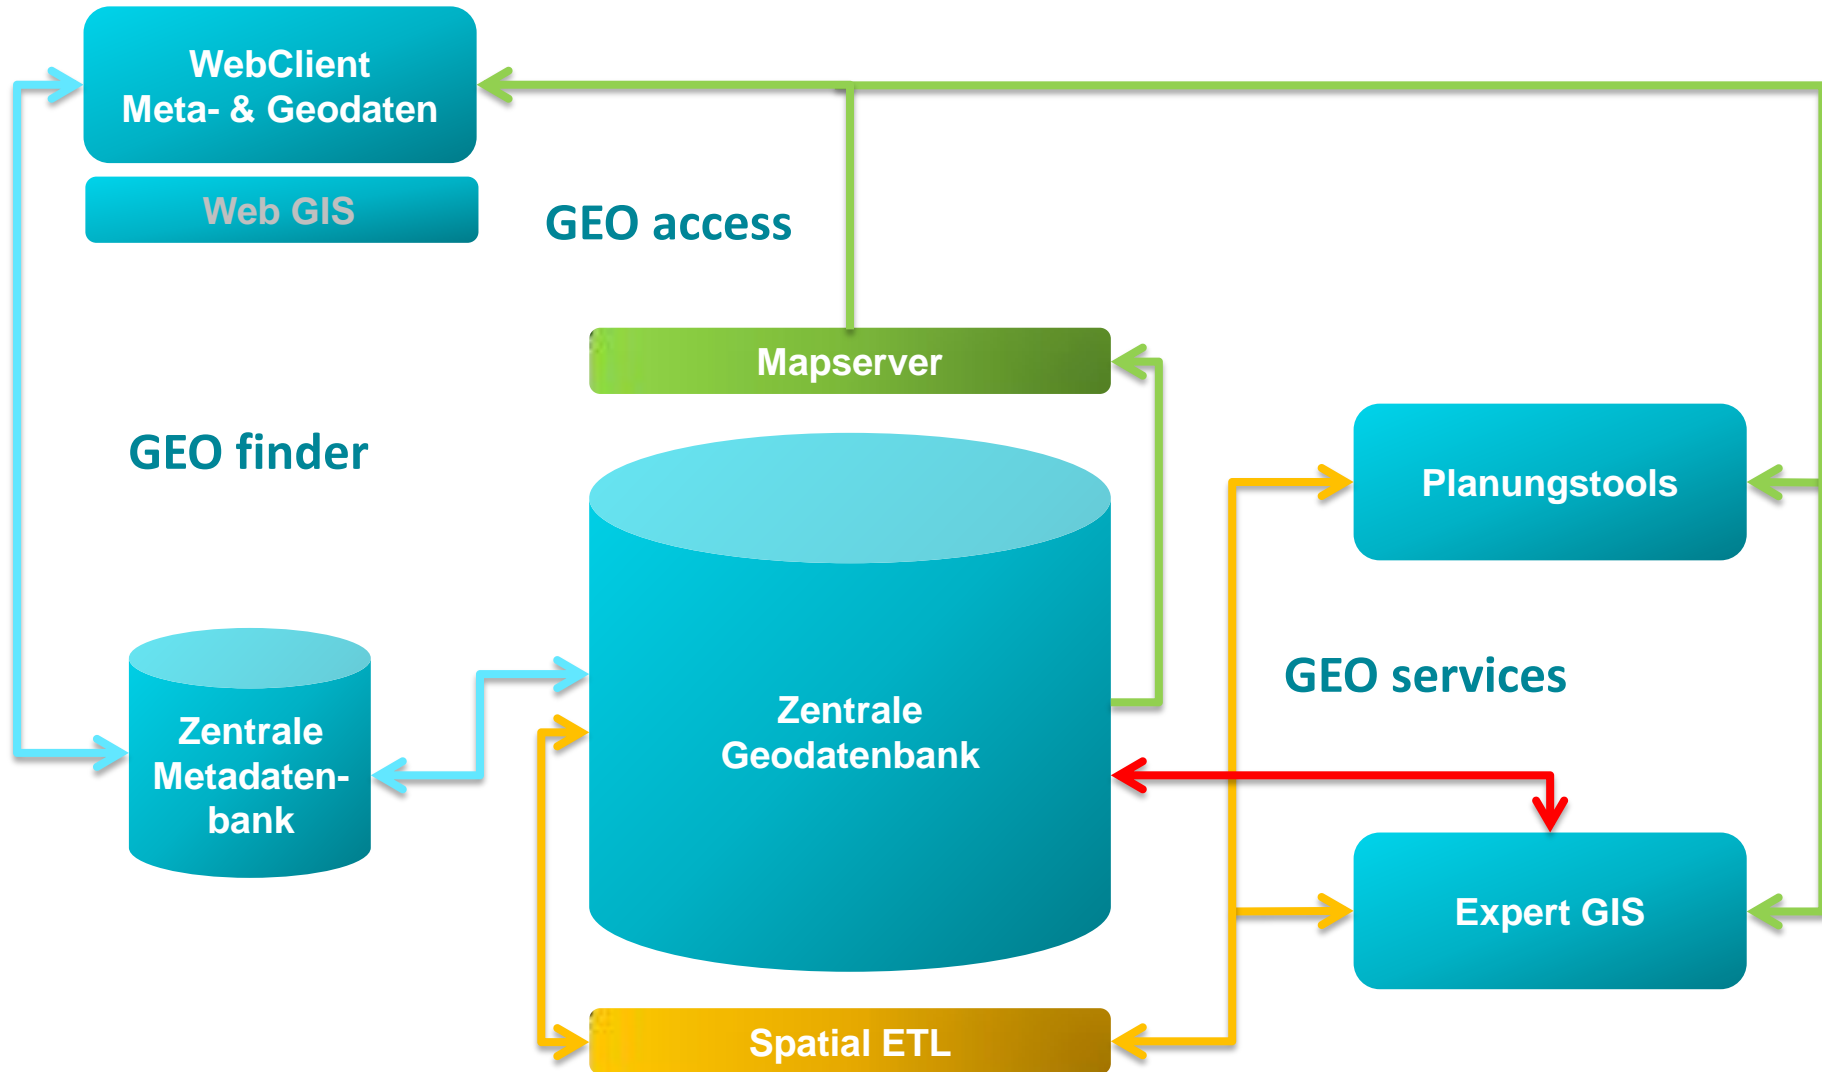 WebClient
Meta- & Geodaten
Web GIS
GEO access
Mapserver
GEO finder
Planungstools
GEO services
Zentrale
Geodatenbank
Zentrale
Metadaten-
bank
Expert GIS
Spatial ETL